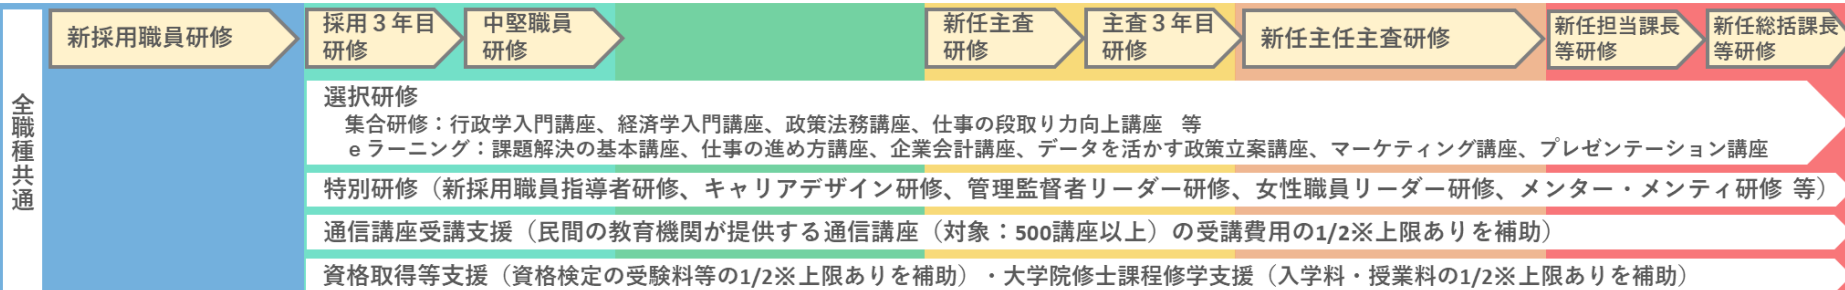 全職種共通
新採用職員研修
採用３年目
研修
中堅職員
研修
新任主査
研修
主査３年目
研修
新任主任主査研修
新任担当課長
等研修
新任総括課長
等研修
選択研修
集合研修：行政学入門講座、経済学入門講座、政策法務講座、仕事の段取り力向上講座　等
ｅラーニング：課題解決の基本講座、仕事の進め方講座、企業会計講座、データを活かす政策立案講座、マーケティング講座、プレゼンテーション講座
特別研修（新採用職員指導者研修、キャリアデザイン研修、管理監督者リーダー研修、女性職員リーダー研修、メンター・メンティ研修 等）
通信講座受講支援（民間の教育機関が提供する通信講座（対象：500講座以上）の受講費用の1/2※上限ありを補助）
資格取得等支援（資格検定の受験料等の1/2※上限ありを補助）・大学院修士課程修学支援（入学料・授業料の1/2※上限ありを補助）